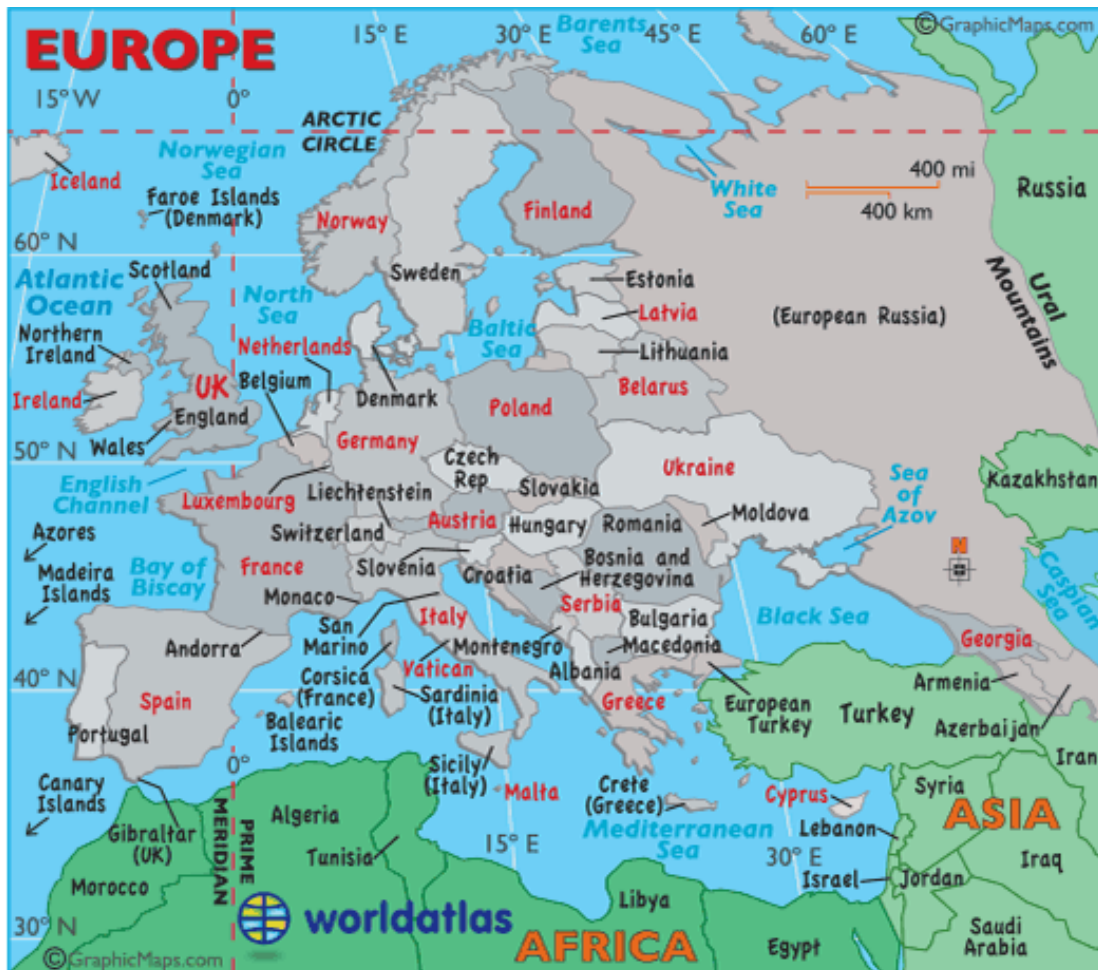 EUROPE
15° E
30° E
Barents
Sea
45° E
60° E
©GraphicMaps.com
15° W
0°
ARCTIC
CIRCLE
Norwegian
Sea
Iceland
Faroe Islands
(Denmark)
Norway
Finland
White
Sea
400 mi
400 km
Russia
60° N
Scotland
Sweden
Estonia
Ural
Mountains
Atlantic
Ocean
North
Sea
Baltic
Sea
Latvia
(European Russia)
Northern
Ireland
Netherlands
Lithuania
Belgium
Denmark
Belarus
Ireland
UK
England
Poland
Wales
Germany
50° N
Czech
Rep
Ukraine
Kazakhstan
English
Channel
Luxembourg
Liechtenstein
Slovakia
Sea
of
Azov
Moldova
Switzerland
Austria
Hungary
Romania
Azores
Slovenia
Croatia
Bosnia and
Herzegovina
N
Caspian
Sea
Madeira
Islands
Bay of
Biscay
France
Monaco
Italy
Serbia
Bulgaria
Black Sea
Georgia
Andorra
San
Marino
Montenegro
Macedonia
Vatican
Albania
Armenia
40° N
Corsica
(France)
Sardinia
(Italy)
Greece
European
Turkey
Turkey
Azerbaijan
Spain
Portugal
Balearic
Islands
Iran
0°
Sicily
(Italy)
Malta
Crete
(Greece)
Cyprus
Syria
Canary
Islands
Gibraltar
(UK)
PRIME
MERIDIAN
Algeria
Tunisia
15° E
Mediterranean
Sea
30° E
Lebanon
ASIA
Iraq
Morocco
Israel
Jordan
worldatlas
AFRICA
Libya
Egypt
Saudi
Arabia
30° N
©GraphicMaps.com